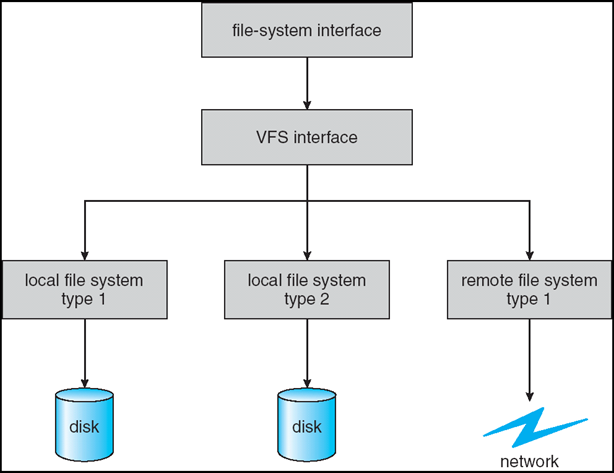 file-system interface
VFS interface
local file system
type 1
local file system
type 2
remote file system
type 1
disk
disk
network